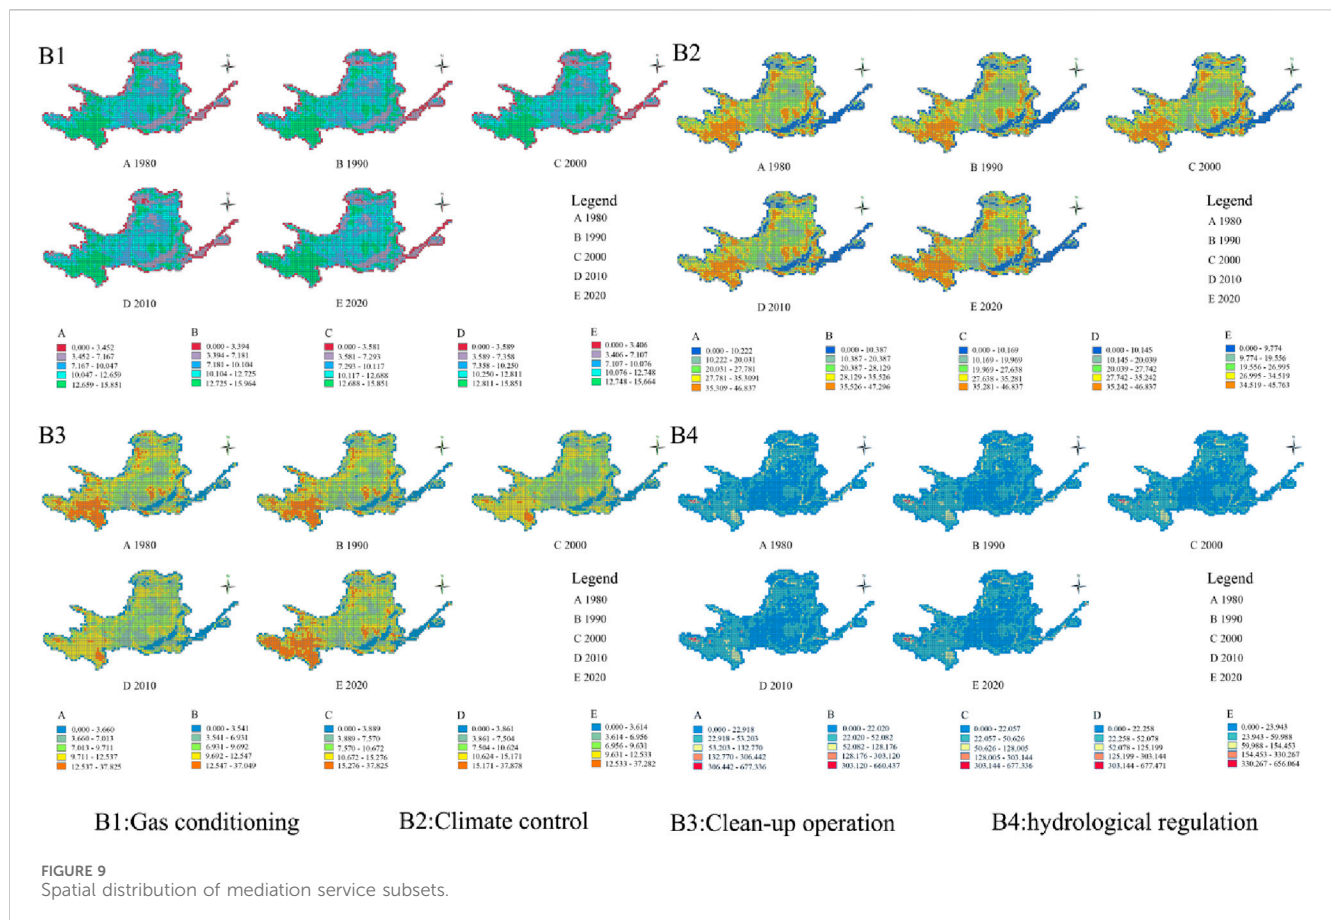 B1
N
N
N
A 1980
B 1990
C 2000
N
N
D 2010
E 2020
Legend
A 1980
B 1990
C 2000
D 2010
E 2020
A
0.000 - 3.452
3.452 - 7.167
7.167 - 10.047
10.047 - 12.659
12.659 - 15.851
B
0.000 - 3.394
3.394 - 7.181
7.181 - 10.104
10.104 - 12.725
12.725 - 15.964
C
0.000 - 3.581
3.581 - 7.293
7.293 - 10.117
10.117 - 12.688
12.688 - 15.851
D
0.000 - 3.589
3.589 - 7.358
7.358 - 10.250
10.250 - 12.811
12.811 - 15.851
E
0.000 - 3.406
3.406 - 7.107
7.107 - 10.076
10.076 - 12.748
12.748 - 15.664
B2
N
N
N
A 1980
B 1990
C 2000
N
N
D 2010
E 2020
Legend
A 1980
B 1990
C 2000
D 2010
E 2020
A
0.000 - 10.222
10.222 - 20.031
20.031 - 27.781
27.781 - 35.3091
35.309 - 46.837
B
0.000 - 10.387
10.387 - 20.387
20.387 - 28.129
28.129 - 35.526
35.526 - 47.296
C
0.000 - 10.169
10.169 - 19.969
19.969 - 27.638
27.638 - 35.281
35.281 - 46.837
D
0.000 - 10.145
10.145 - 20.039
20.039 - 27.742
27.742 - 35.242
35.242 - 46.837
E
0.000 - 9.774
9.774 - 19.556
19.556 - 26.995
26.995 - 34.519
34.519 - 45.763
B3
N
N
N
A 1980
B 1990
C 2000
N
N
D 2010
E 2020
Legend
A 1980
B 1990
C 2000
D 2010
E 2020
A
0.000 - 3.660
3.660 - 7.013
7.013 - 9.711
9.711 - 12.537
12.537 - 37.825
B
0.000 - 3.541
3.541 - 6.931
6.931 - 9.692
9.692 - 12.547
12.547 - 37.049
C
0.000 - 3.889
3.889 - 7.570
7.570 - 10.672
10.672 - 15.276
15.276 - 37.825
D
0.000 - 3.861
3.861 - 7.504
7.504 - 10.624
10.624 - 15.171
15.171 - 37.878
E
0.000 - 3.614
3.614 - 6.956
6.956 - 9.631
9.631 - 12.533
12.533 - 37.282
B4
N
N
N
A 1980
B 1990
C 2000
N
N
D 2010
E 2020
Legend
A 1980
B 1990
C 2000
D 2010
E 2020
A
0.000 - 22.918
22.918 - 53.203
53.203 - 132.770
132.770 - 306.442
306.442 - 677.336
B
0.000 - 22.020
22.020 - 52.082
52.082 - 128.176
128.176 - 303.120
303.120 - 660.437
C
0.000 - 22.057
22.057 - 50.626
50.626 - 128.005
128.005 - 303.144
303.144 - 677.336
D
0.000 - 22.258
22.258 - 52.078
52.078 - 125.199
125.199 - 303.144
303.144 - 677.471
E
0.000 - 23.943
23.943 - 59.988
59.988 - 154.453
154.453 - 330.267
330.267 - 656.064
B1:Gas conditioning
B2:Climate control
B3:Clean-up operation
B4:hydrological regulation
FIGURE 9
Spatial distribution of mediation service subsets.